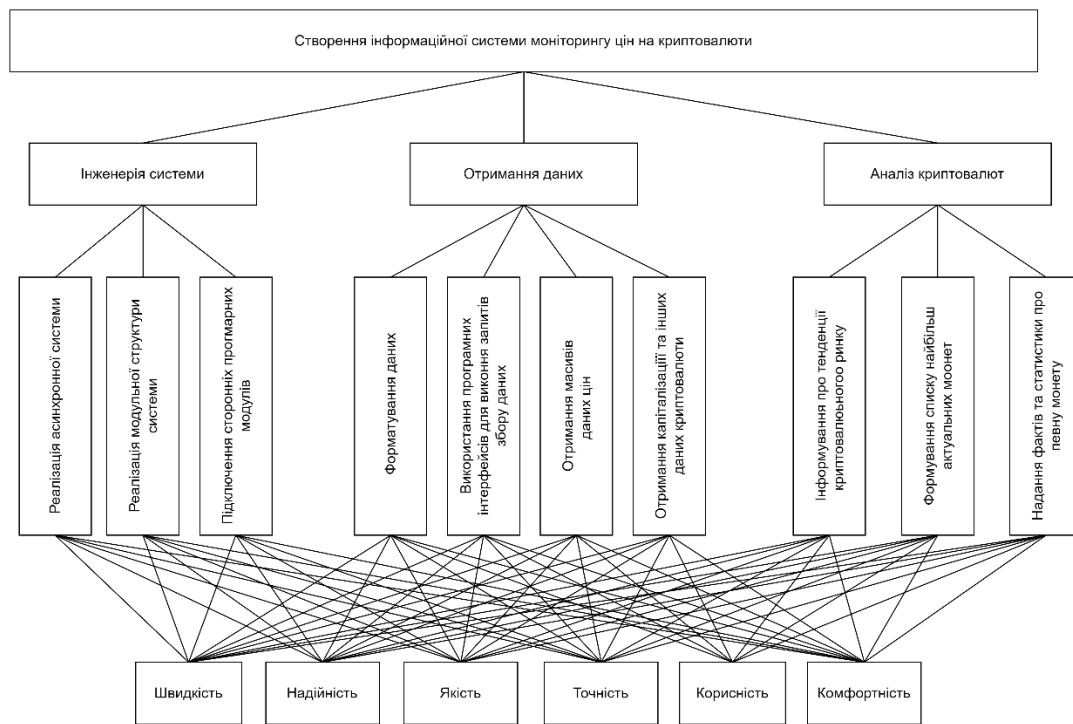 Створення інформаційної системи моніторингу цін на криптовалюти
Інженерія системи
Отримання даних
Аналіз криптовалют
Реалізація асинхронної системи
Реалізація модульної структури
системи
Підключення сторонніх прогмарних
модулів
Форматування даних
Використання програмних
інтерфейсів для виконня запитів
збору даних
Отримання масивів
даних цін
Отримання капіталізаіїї та інших
даних криптовалюти
Інформування про тенденції
криптовалюьногоо ринку
Формування списку найбільш
актуальних моонет
Надання фактів та статистики про
певну монету
Швидкість
Надійність
Якість
Точність
Корисність
Комфортність